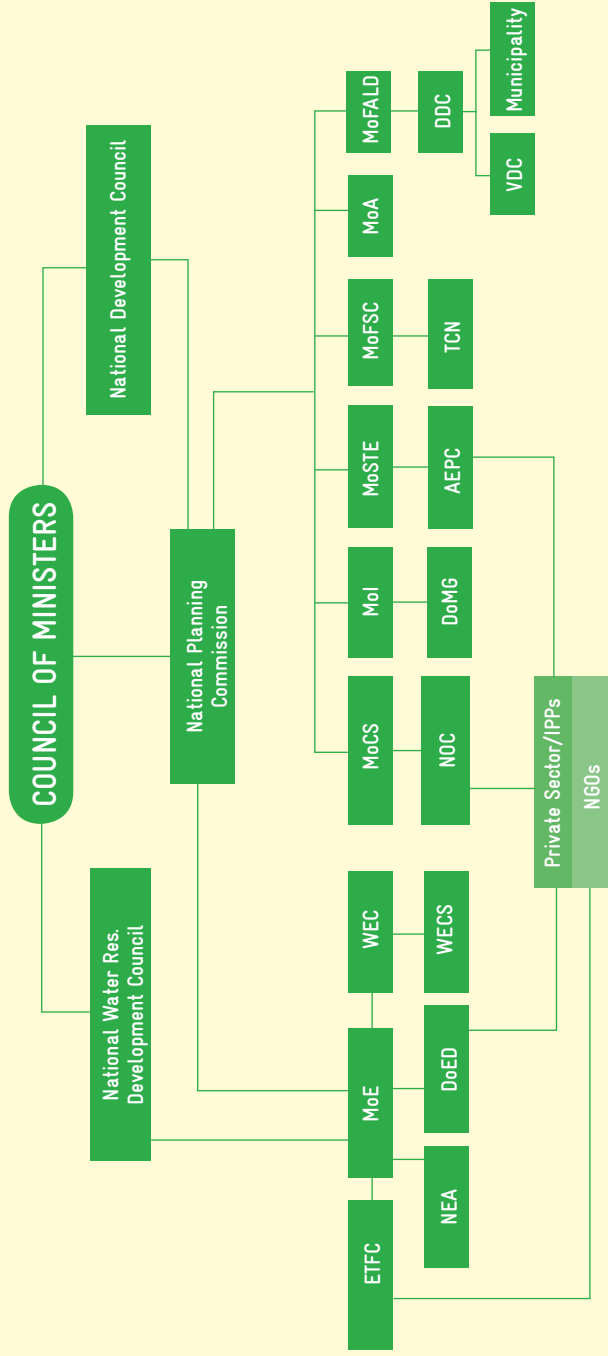 COUNCIL OF MINISTERS
National Water Res.
Development Council
National Development Council
National Planning
Commission
ETFC
MoE
WEC
MoCS
MoI
MoSTE
MoFSC
MoA
MoFALD
NEA
DoED
WECS
NOC
DoMG
AEPC
TCN
DDC
VDC
Municipality
Private Sector/IPPs
NGOs